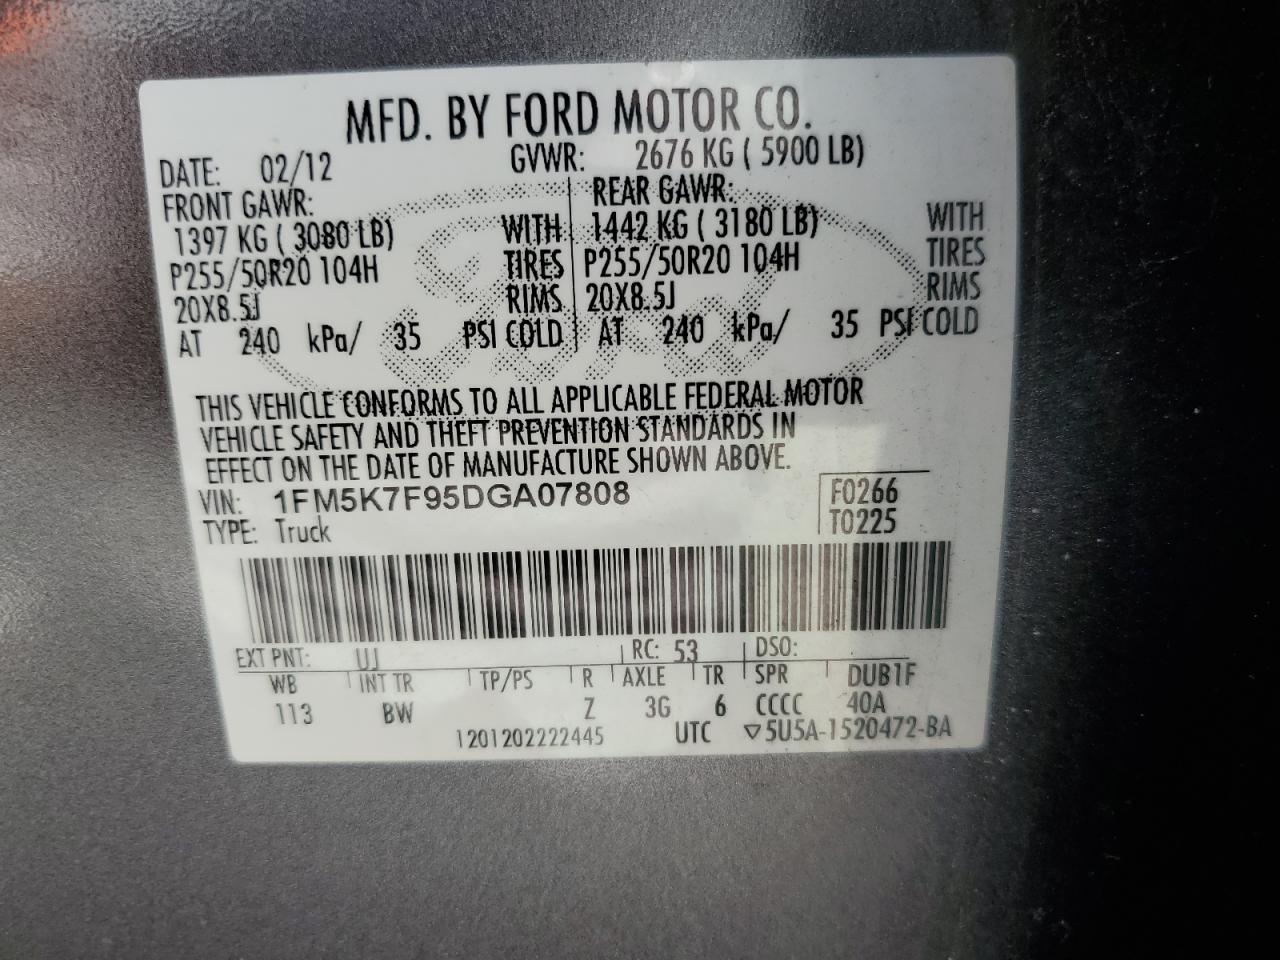 MFD. BY FORD MOTOR CO.
DATE: 02/12 GVWR: 2676 KG ( 5900 LB)
FRONT GAWR: REAR GAWR:
1397 KG ( 3080 LB) WITH 1442 KG ( 3180 LB) WITH
P255/50R20 104H TIRES P255/50R20 104H TIRES
20X8.5J RIMS 20X8.5J RIMS
AT 240 kPa/ 35 PSI COLD AT 240 kPa/ 35 PSI COLD
THIS VEHICLE CONFORMS TO ALL APPLICABLE FEDERAL MOTOR
VEHICLE SAFETY AND THEFT PREVENTION STANDARDS IN
EFFECT ON THE DATE OF MANUFACTURE SHOWN ABOVE.
VIN: 1FM5K7F95DGA07808 F0266
TYPE: Truck T0225
EXT PNT: UJ RC: 53 DSO:
WB INT TR TP/PS R AXLE TR SPR DUB1F
113 BW Z 3G 6 CCCC 40A
1201202222445 UTC ▽5U5A-1520472-BA
Ford